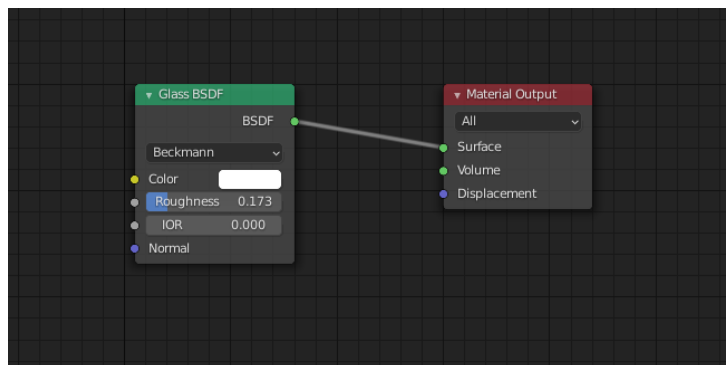 Glass BSDF
BSDF
Beckmann
Color
Roughness 0.173
IOR 0.000
Normal
Material Output
All
Surface
Volume
Displacement